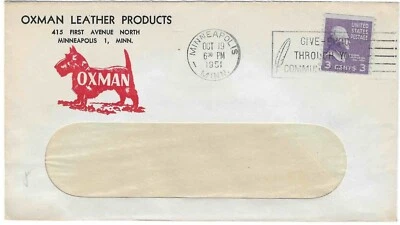 OXMAN LEATHER PRODUCTS
415 FIRST AVENUE NORTH
MINNEAPOLIS 1, MINN.
OXMAN
MINNEAPOLIS
OCT 19
6 PM
1951
MINN.
GIVE
THROUGH
COMMUN
UNITED STATES
POSTAGE
3 CENTS 3